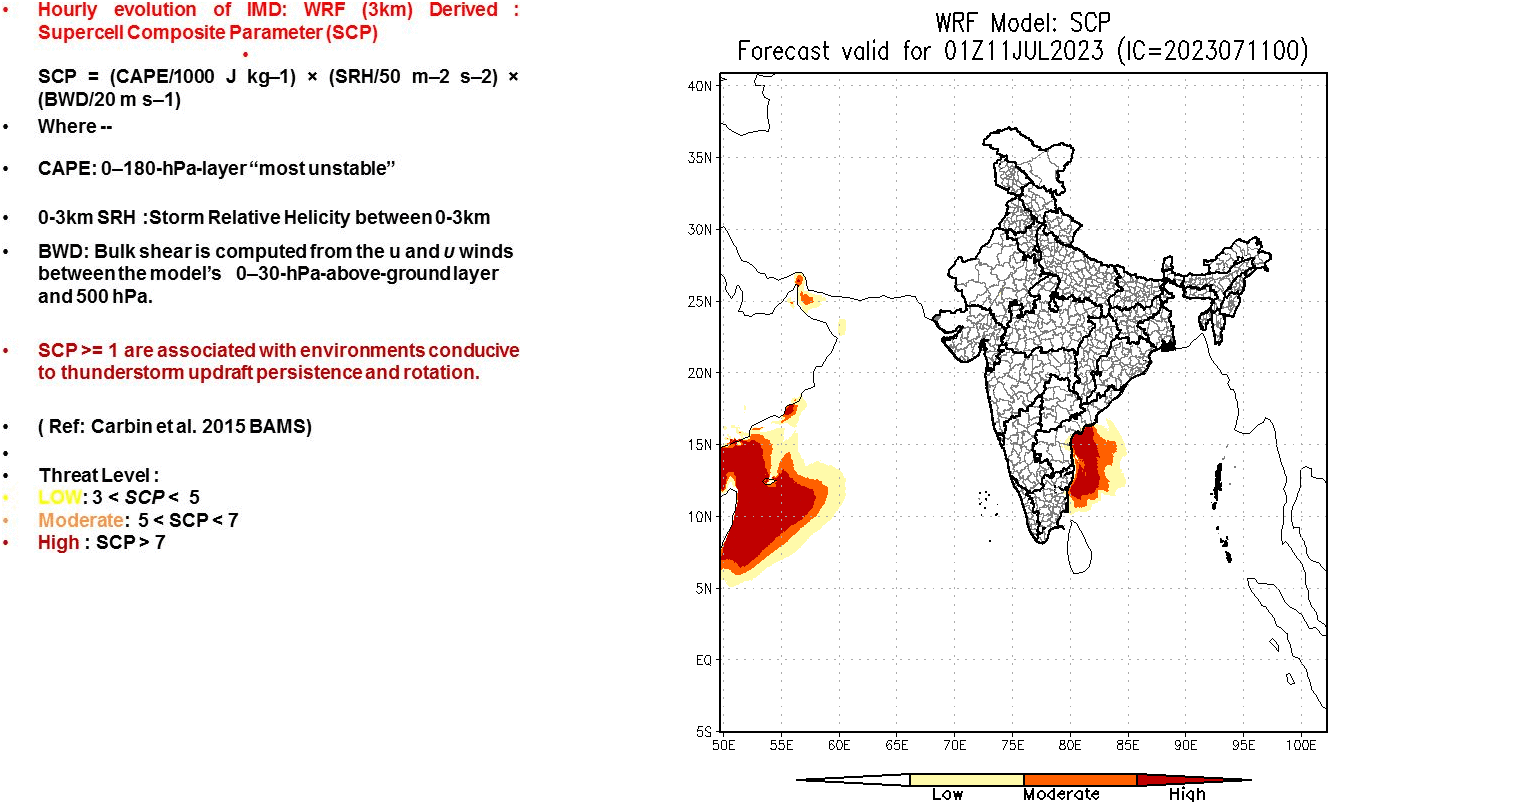 • Hourly evolution of IMD: WRF (3km) Derived :
Supercell Composite Parameter (SCP)
•
SCP = (CAPE/1000 J kg–1) × (SRH/50 m–2 s–2) ×
(BWD/20 m s–1)
• Where --
• CAPE: 0–180-hPa-layer “most unstable”
• 0-3km SRH :Storm Relative Helicity between 0-3km
• BWD: Bulk shear is computed from the u and υ winds
between the model’s 0–30-hPa-above-ground layer
and 500 hPa.
• SCP >= 1 are associated with environments conducive
to thunderstorm updraft persistence and rotation.
• ( Ref: Carbin et al. 2015 BAMS)
•
• Threat Level :
• LOW: 3 < SCP < 5
• Moderate: 5 < SCP < 7
• High : SCP > 7
WRF Model: SCP
Forecast valid for 01Z11JUL2023 (IC=2023071100)
40N
35N
30N
25N
20N
15N
10N
5N
EQ
5S
50E 55E 60E 65E 70E 75E 80E 85E 90E 95E 100E
Low Moderate High